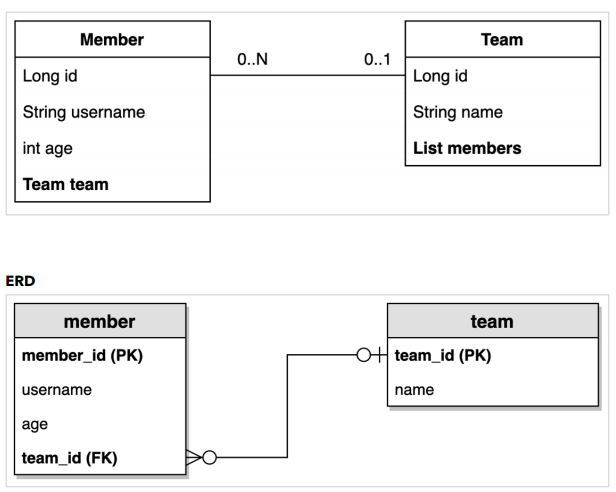 Member
Team
Long id
String username
int age
Team team
0..N
0..1
Long id
String name
List members
ERD
member
member_id (PK)
username
age
team_id (FK)
team
team_id (PK)
name